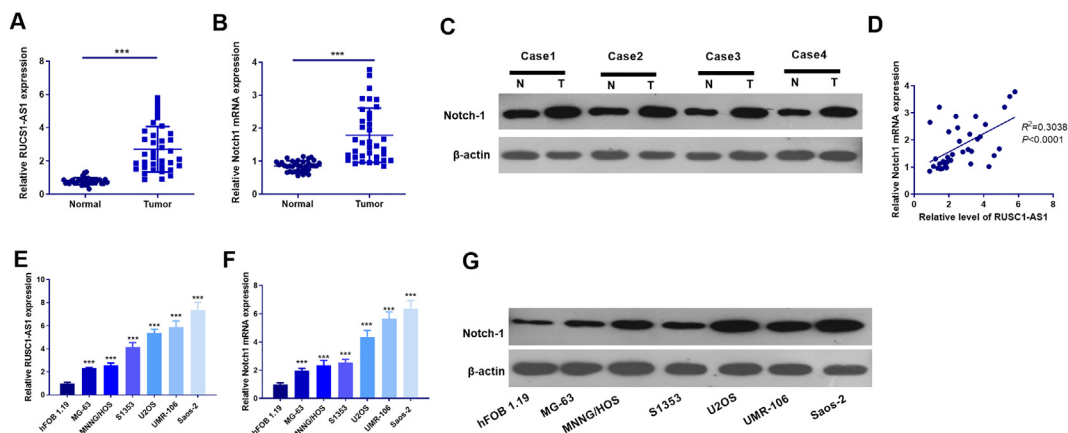 A
Relative RUCS1-AS1 expression
***
8
6
4
2
0
Normal Tumor
B
Relative Notch1 mRNA expression
***
4
3
2
1
0
Normal Tumor
C
Case1 Case2 Case3 Case4
N T N T N T N T
Notch-1
β-actin
D
Relative Notch1 mRNA expression
4
3
2
1
0
R²=0.3038
P<0.0001
0 2 4 6 8
Relative level of RUSC1-AS1
E
Relative RUSC1-AS1 expression
10
8
6
4
2
0
*** *** *** *** *** ***
hFOB 1.19 MG-63 MNNG/HOS S1353 U2OS UMR-106 Saos-2
F
Relative Notch1 mRNA expression
8
6
4
2
0
*** *** *** *** *** ***
hFOB 1.19 MG-63 MNNG/HOS S1353 U2OS UMR-106 Saos-2
G
Notch-1
β-actin
hFOB 1.19 MG-63 MNNG/HOS S1353 U2OS UMR-106 Saos-2